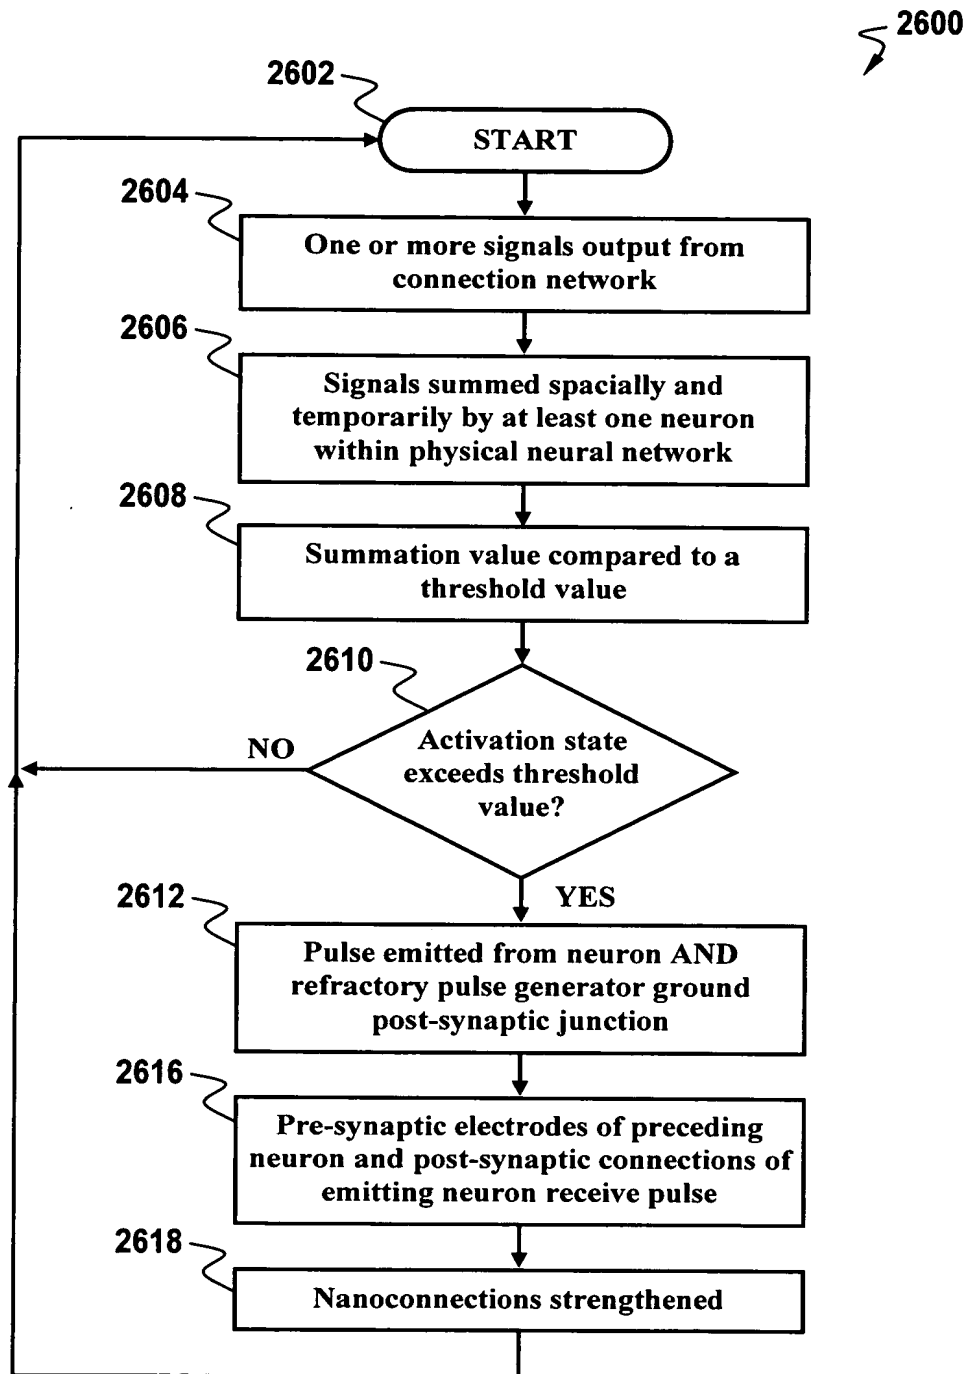 2600
2602
START
2604
One or more signals output from
connection network
2606
Signals summed spacially and
temporarily by at least one neuron
within physical neural network
2608
Summation value compared to a
threshold value
2610
Activation state
exceeds threshold
value?
NO
YES
2612
Pulse emitted from neuron AND
refractory pulse generator ground
post-synaptic junction
2616
Pre-synaptic electrodes of preceding
neuron and post-synaptic connections of
emitting neuron receive pulse
2618
Nanoconnections strengthened